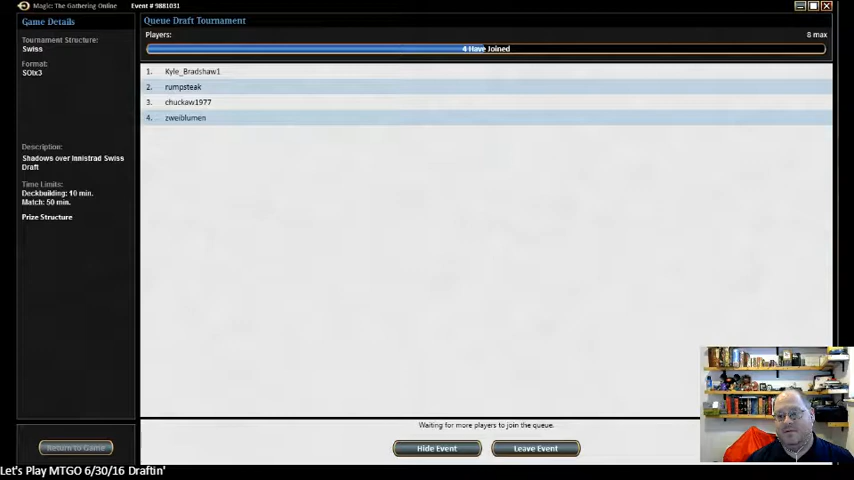 Magic: The Gathering Online Event # 9881031
Game Details
Tournament Structure:
Swiss
Format:
SOIx3
Description:
Shadows over Innistrad Swiss
Draft
Time Limits:
Deckbuilding: 10 min.
Match: 50 min.
Prize Structure
Return to Game
Queue Draft Tournament
Players: 8 max
4 Have Joined
1. Kyle_Bradshaw1
2. rumpsteak
3. chuckaw1977
4. zweiblumen
Waiting for more players to join the queue.
Hide Event Leave Event
Let's Play MTGO 6/30/16 Draftin'